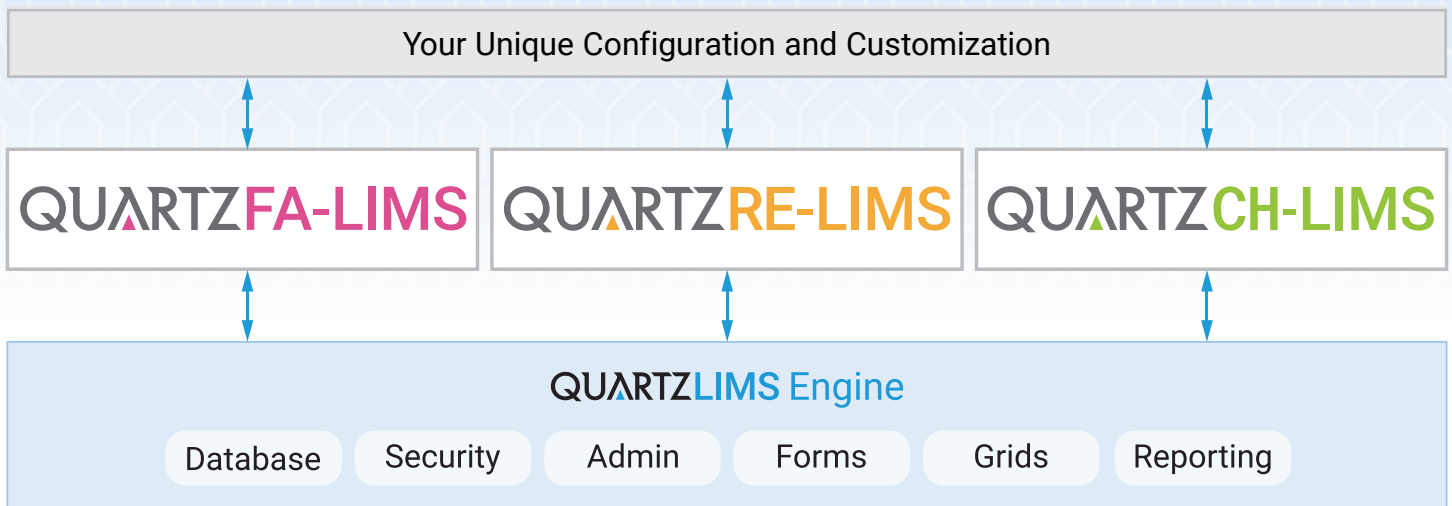 Your Unique Configuration and Customization
QUARTZFA-LIMS QUARTZRE-LIMS QUARTZCH-LIMS
QUARTZLIMS Engine
Database Security Admin Forms Grids Reporting